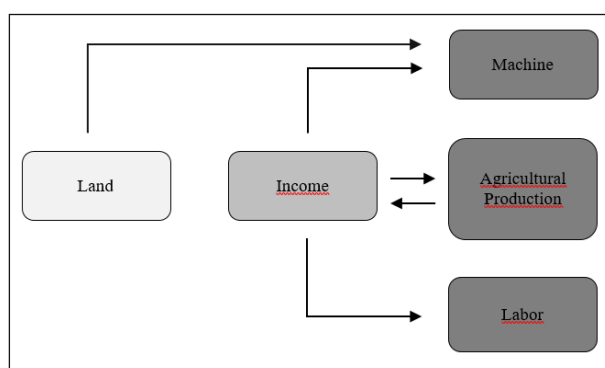 Machine
Land
Income
Agricultural
Production
Labor